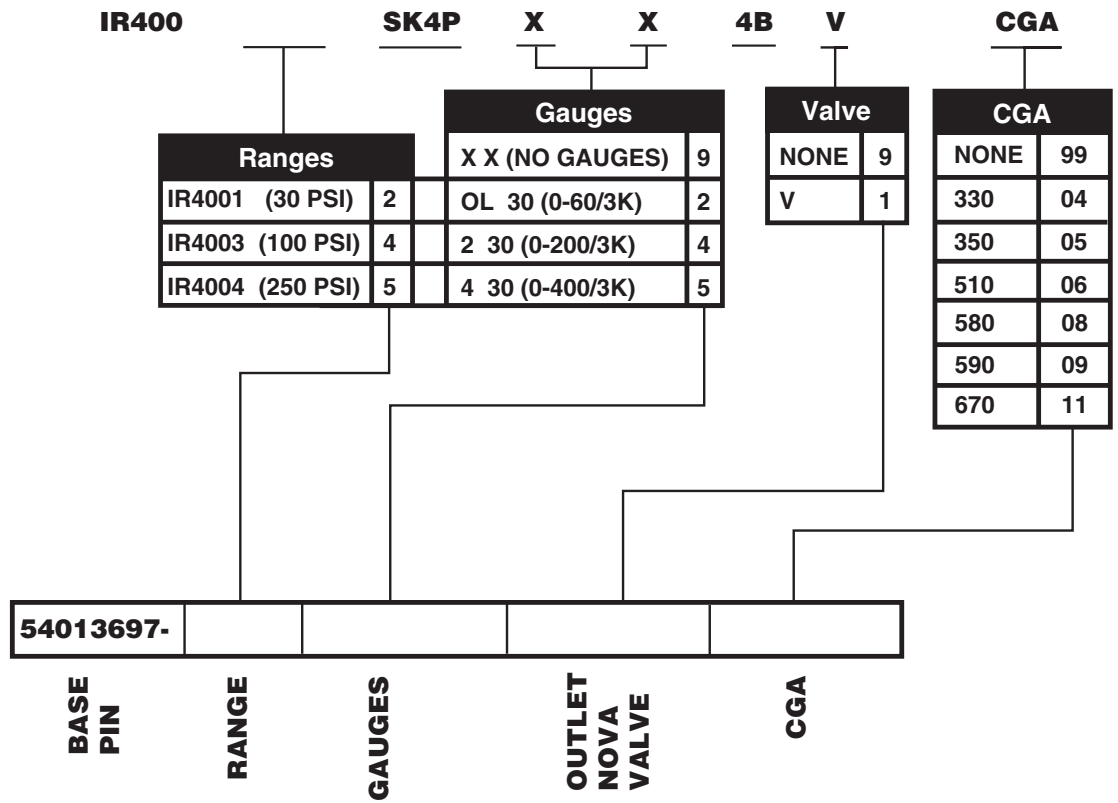 IR400 SK4P X X 4B V CGA
Ranges
IR4001 (30 PSI) 2
IR4003 (100 PSI) 4
IR4004 (250 PSI) 5
Gauges
X X (NO GAUGES) 9
OL 30 (0-60/3K) 2
2 30 (0-200/3K) 4
4 30 (0-400/3K) 5
Valve
NONE 9
V 1
CGA
NONE 99
330 04
350 05
510 06
580 08
590 09
670 11
54013697-
BASE
PIN
RANGE
GAUGES
OUTLET
NOVA
VALVE
CGA